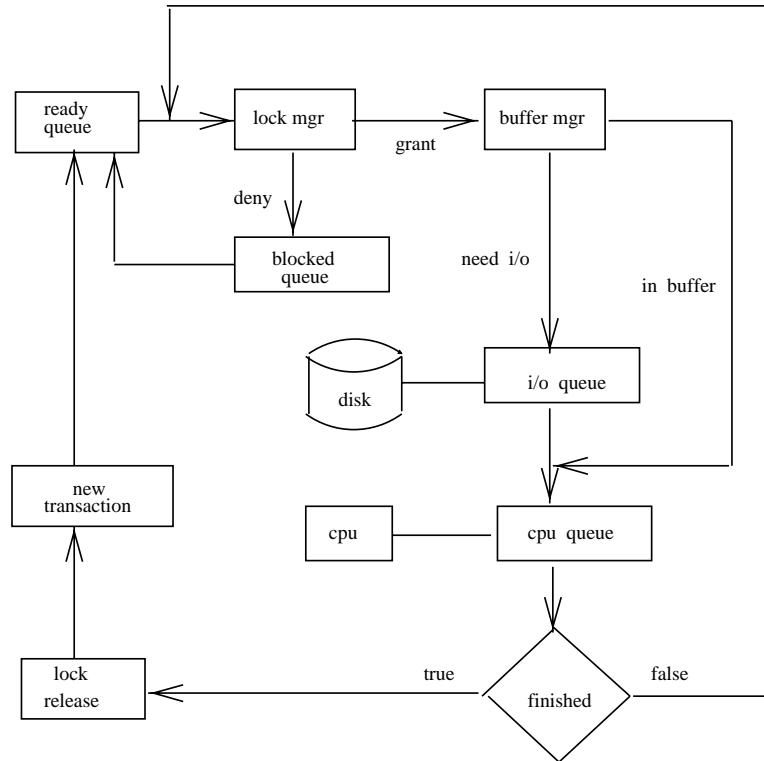 ready
queue
lock mgr
grant
buffer mgr
deny
blocked
queue
need i/o
in buffer
disk
i/o queue
new
transaction
cpu
cpu queue
lock
release
true
finished
false